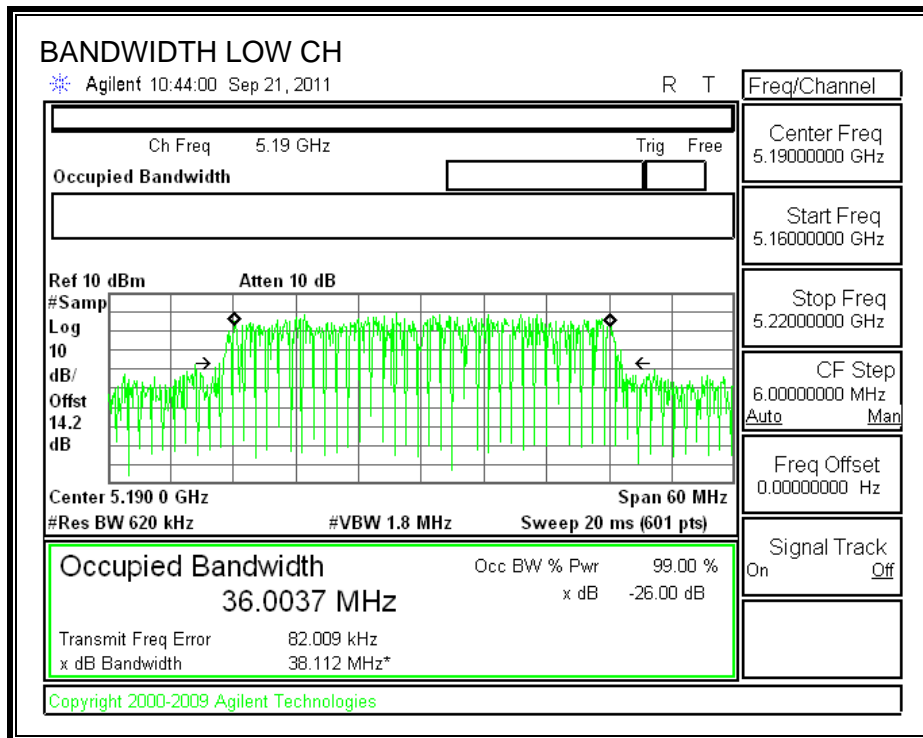 BANDWIDTH LOW CH
Agilent 10:44:00 Sep 21, 2011 R T
Ch Freq 5.19 GHz Trig Free
Occupied Bandwidth
Ref 10 dBm Atten 10 dB
#Samp
Log
10
dB/
Offst
14.2
dB
Center 5.190 0 GHz Span 60 MHz
#Res BW 620 kHz #VBW 1.8 MHz Sweep 20 ms (601 pts)
Occupied Bandwidth Occ BW % Pwr 99.00 %
36.0037 MHz x dB -26.00 dB
Transmit Freq Error 82.009 kHz
x dB Bandwidth 38.112 MHz*
Copyright 2000-2009 Agilent Technologies
Freq/Channel
Center Freq
5.19000000 GHz
Start Freq
5.16000000 GHz
Stop Freq
5.22000000 GHz
CF Step
6.00000000 MHz
Auto Man
Freq Offset
0.00000000 Hz
Signal Track
On Off